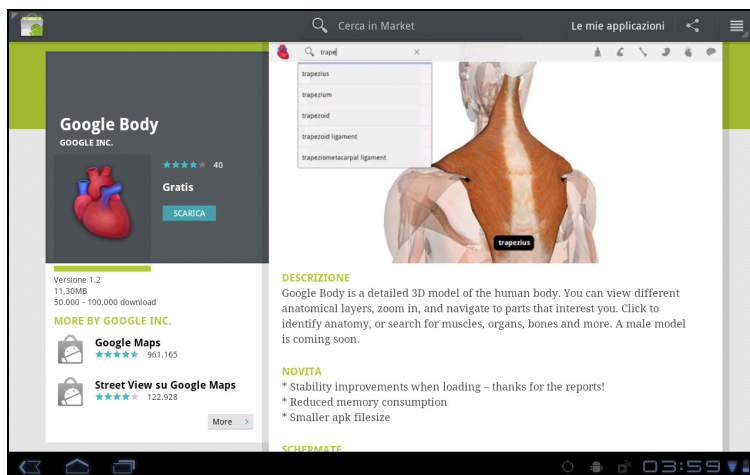 Cerca in Market
Le mie applicazioni
Google Body
GOOGLE INC.
40
Gratis
SCARICA
Versione 1.2
11,30MB
50.000 - 100.000 download
MORE BY GOOGLE INC.
Google Maps
961.165
Street View su Google Maps
122.928
More
trape
trapezius
trapezium
trapezoid
trapezoid ligament
trapeziometacarpal ligament
trapezius
DESCRIZIONE
Google Body is a detailed 3D model of the human body. You can view different
anatomical layers, zoom in, and navigate to parts that interest you. Click to
identify anatomy, or search for muscles, organs, bones and more. A male model
is coming soon.
NOVITA
* Stability improvements when loading – thanks for the reports!
* Reduced memory consumption
* Smaller apk filesize
SCHERMATE
03:59